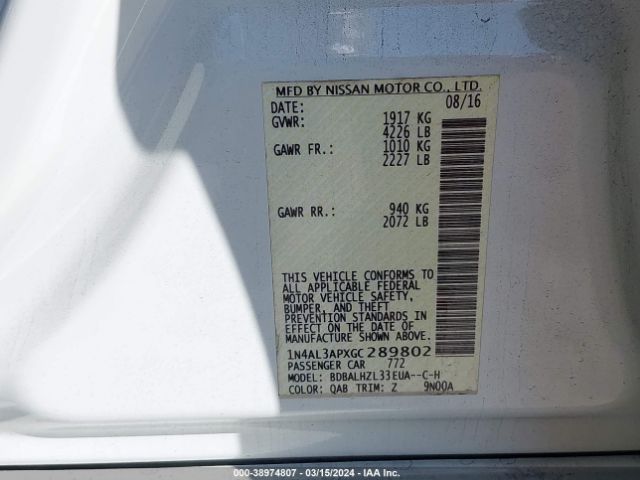 MFD BY NISSAN MOTOR CO., LTD.
DATE: 08/16
GVWR: 1917 KG
4226 LB
GAWR FR.: 1010 KG
2227 LB
GAWR RR.: 940 KG
2072 LB
THIS VEHICLE CONFORMS TO
ALL APPLICABLE FEDERAL
MOTOR VEHICLE SAFETY,
BUMPER, AND THEFT
PREVENTION STANDARDS IN
EFFECT ON THE DATE OF
MANUFACTURE SHOWN ABOVE.
1N4AL3APXGC289802
PASSENGER CAR 772
MODEL: BDBALHZL33EUA--C-H
COLOR: QAB TRIM: Z 9N00A
000-38974807 - 03/15/2024 - IAA Inc.